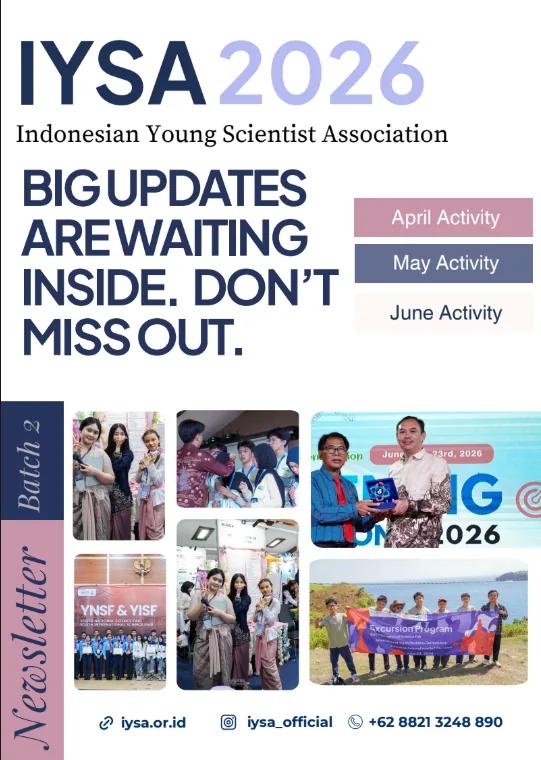 IYSA 2026
Indonesian Young Scientist Association
BIG UPDATES
ARE WAITING
INSIDE. DON'T
MISS OUT.
April Activity
May Activity
June Activity
Newsletter Batch 2
23rd, 2026
2026
YNSF & YISF
Excursion Program
iysa.or.id
iysa_official
+62 8821 3248 890